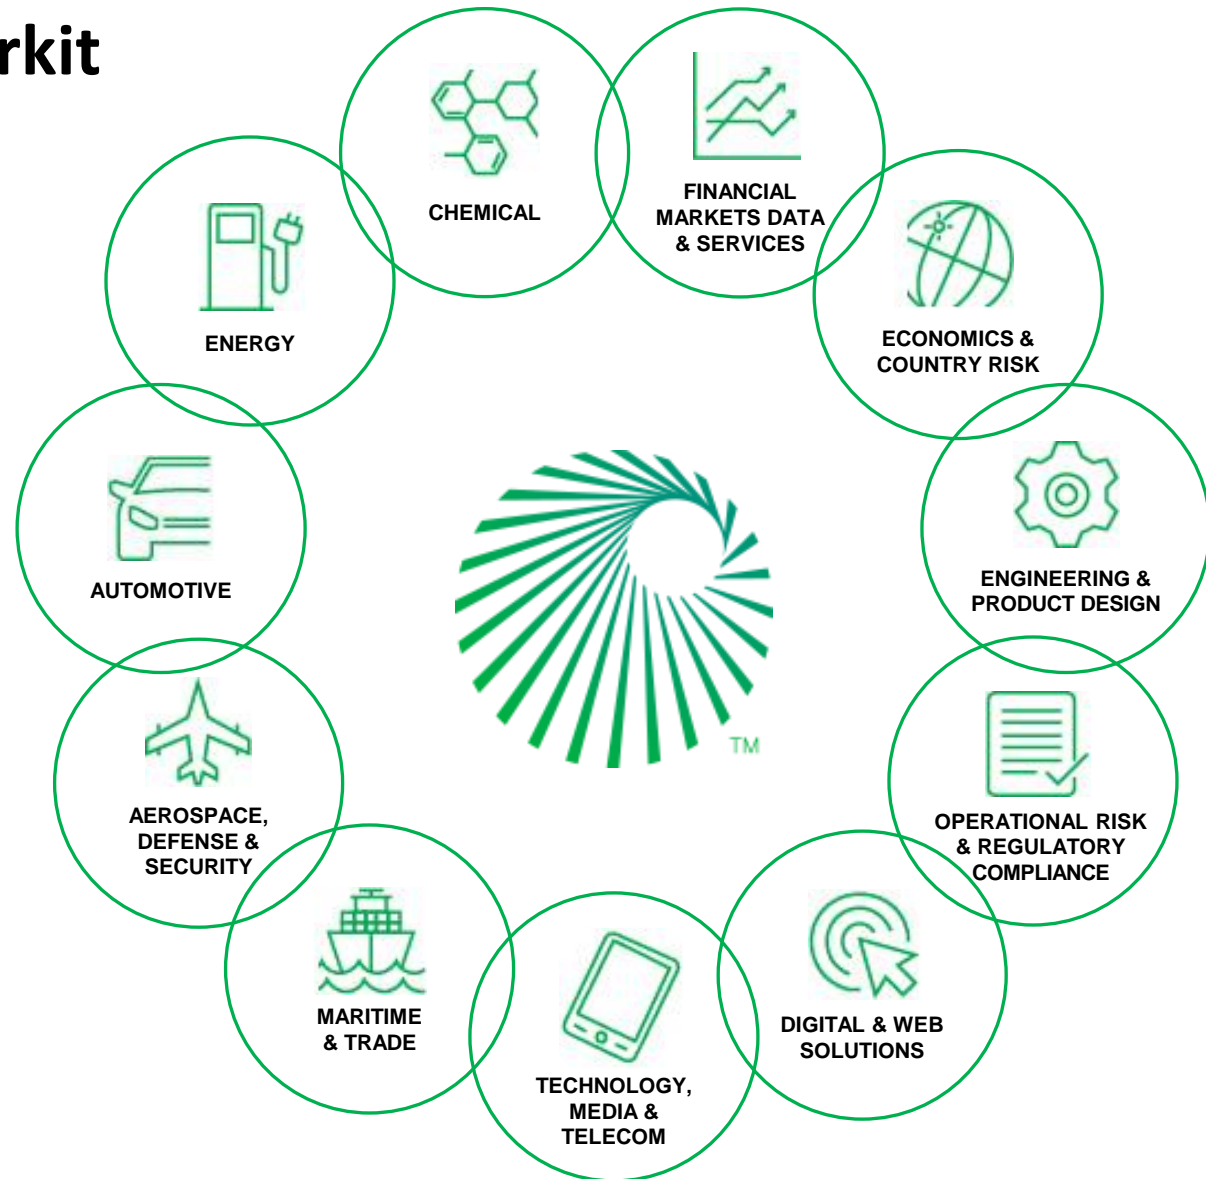 rkit
CHEMICAL
FINANCIAL
MARKETS DATA
& SERVICES
ECONOMICS &
COUNTRY RISK
ENERGY
ENGINEERING &
PRODUCT DESIGN
AUTOMOTIVE
OPERATIONAL RISK
& REGULATORY
COMPLIANCE
AEROSPACE,
DEFENSE &
SECURITY
TM
DIGITAL & WEB
SOLUTIONS
MARITIME
& TRADE
TECHNOLOGY,
MEDIA &
TELECOM